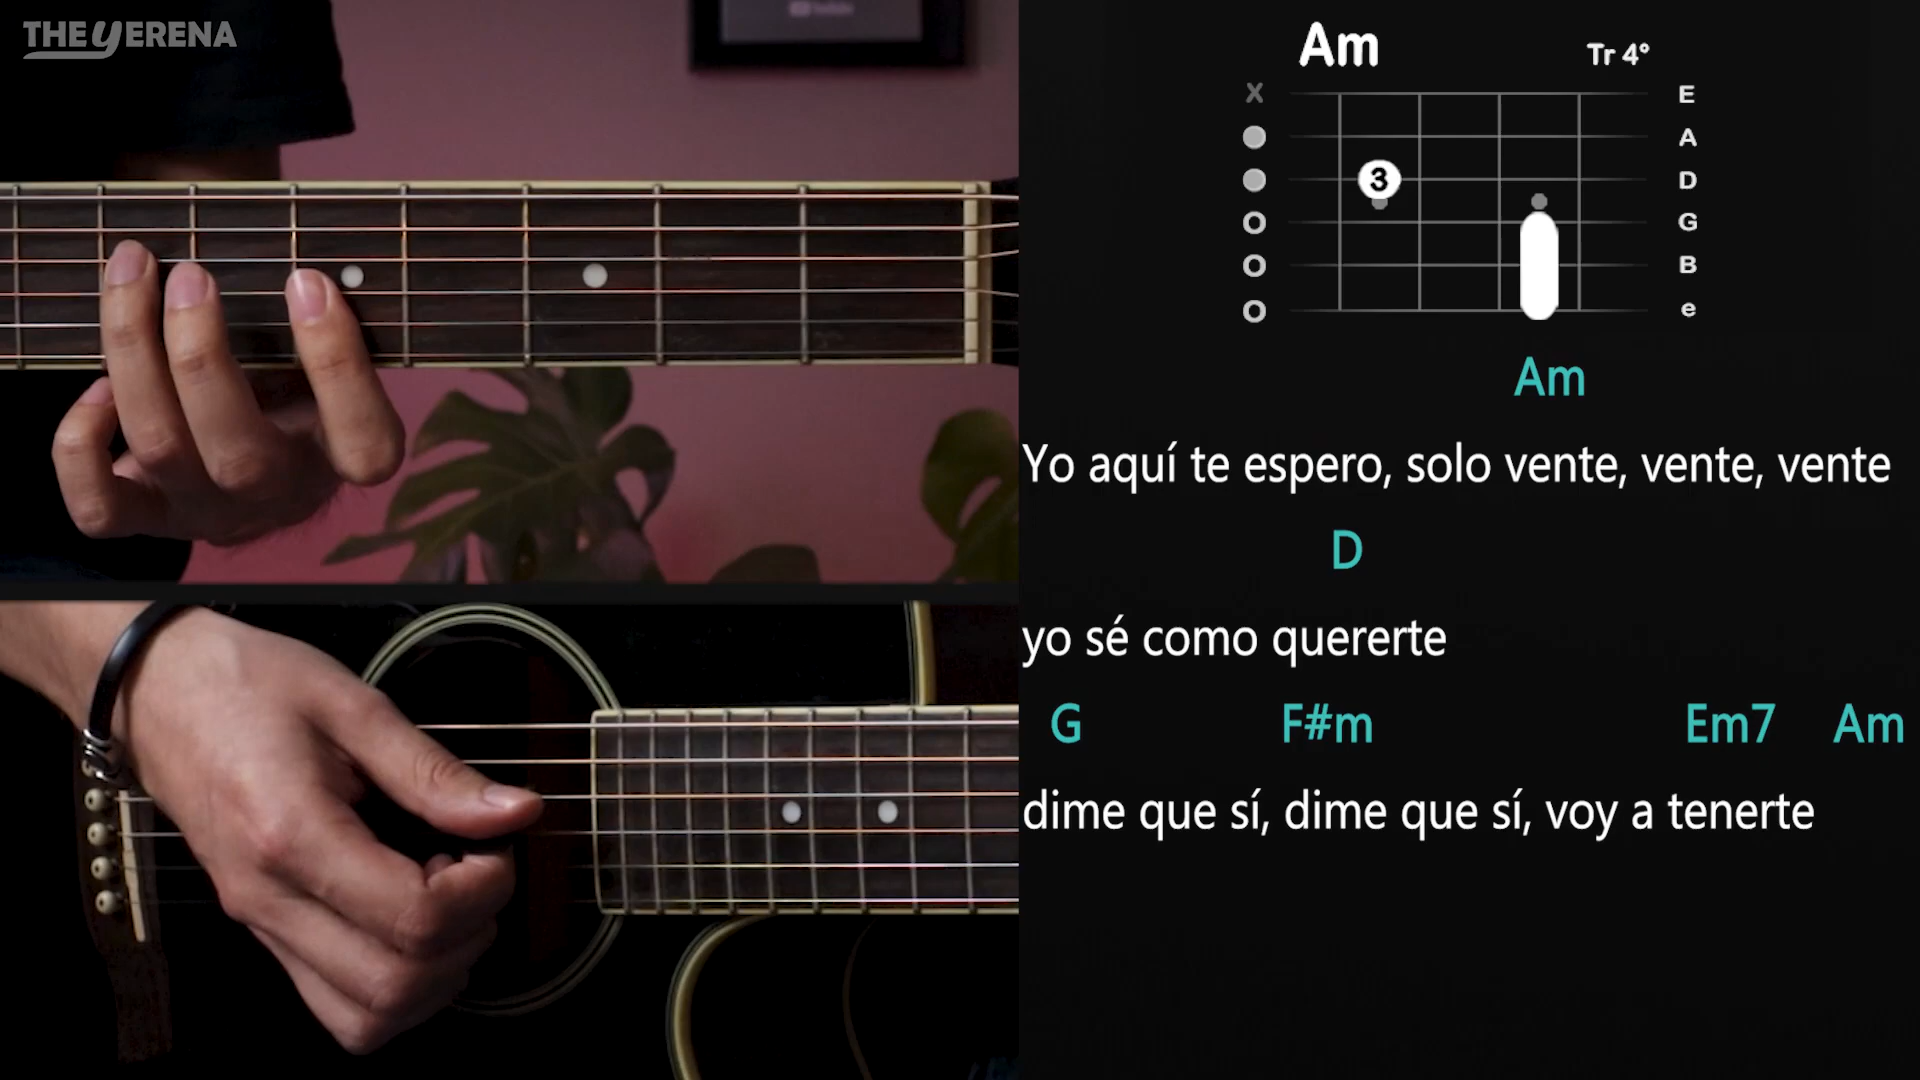 THEYERENA
Am Tr 4°
X E
A
3 D
G
B
e
Am
Yo aquí te espero, solo vente, vente, vente
D
yo sé como quererte
G F#m Em7 Am
dime que sí, dime que sí, voy a tenerte